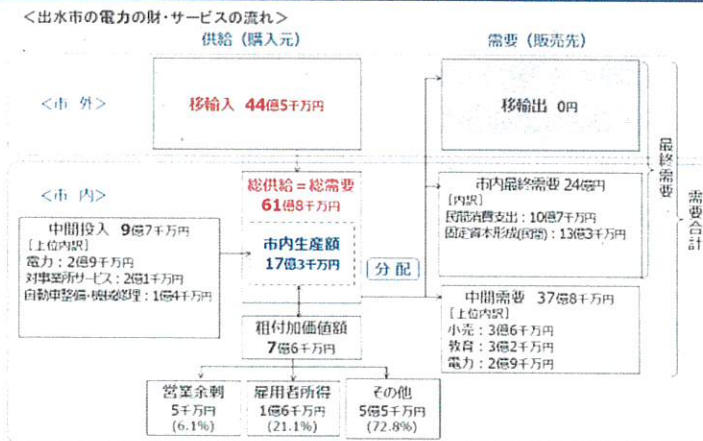 ＜出水市の電力の財・サービスの流れ＞
供給（購入元）
需要（販売先）
＜市 外＞
移輸入 44億5千万円
移輸出 0円
最終需要
需要合計
＜市 内＞
総供給＝総需要
61億8千万円
市内生産額
17億3千万円
中間投入 9億7千万円
[上位内訳]
電力：2億9千万円
対事業所サービス：2億1千万円
自動車整備・機械修理：1億4千万円
分配
市内最終需要 24億円
[内訳]
民間消費支出：10億7千万円
固定資本形成(民間)：13億3千万円
中間需要 37億8千万円
[上位内訳]
小売：3億6千万円
教育：3億2千万円
電力：2億9千万円
粗付加価値額
7億6千万円
営業余剰
5千万円
(6.1%)
雇用者所得
1億6千万円
(21.1%)
その他
5億5千万円
(72.8%)